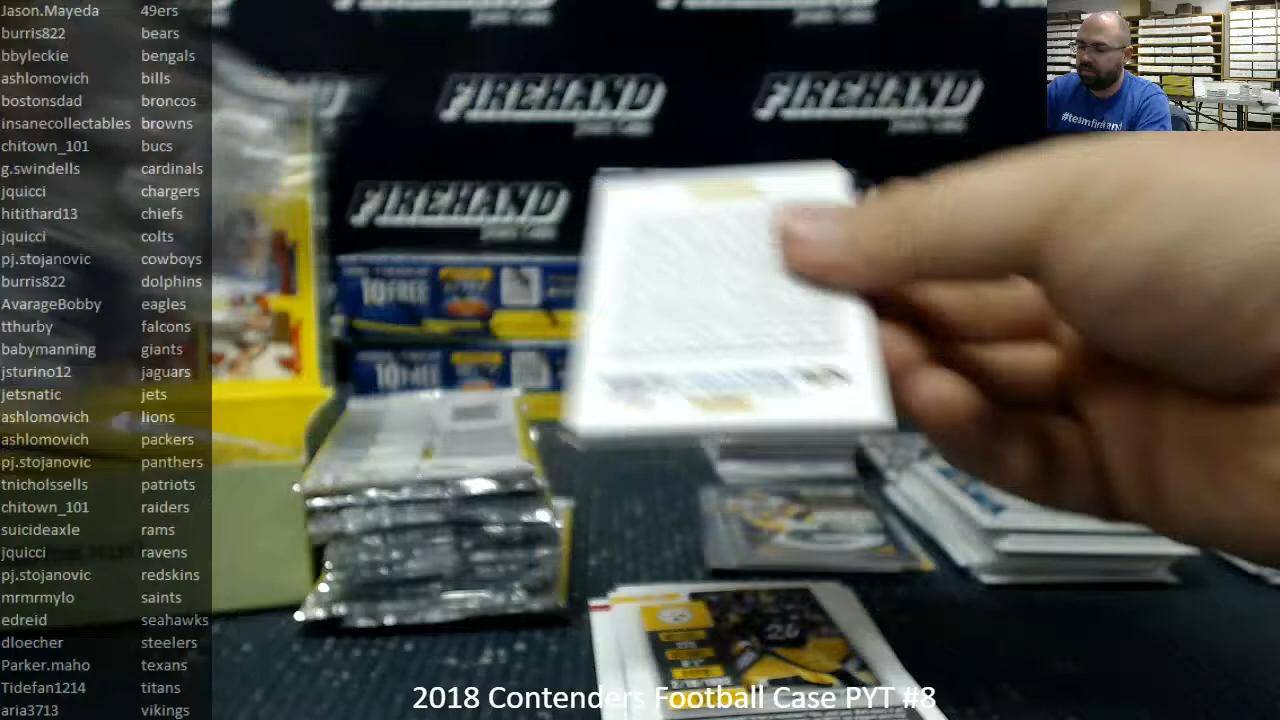 Jason.Mayeda 49ers
burris822 bears
bbyleckie bengals
ashlomovich bills
bostonsdad broncos
insanecollectables browns
chitown_101 bucs
g.swindells cardinals
jquicci chargers
hitithard13 chiefs
jquicci colts
pj.stojanovic cowboys
burris822 dolphins
AvarageBobby eagles
tthurby falcons
babymanning giants
jsturino12 jaguars
jetsnatic jets
ashlomovich lions
ashlomovich packers
pj.stojanovic panthers
tnicholssells patriots
chitown_101 raiders
suicideaxle rams
jquicci ravens
pj.stojanovic redskins
mrmrmylo saints
edreid seahawks
dloecher steelers
Parker.maho texans
Tidefan1214 titans
aria3713 vikings
FIREHAND FIREHAND
FIREHAND
#teamfirehand
10 FREE
10 FREE
26
2018 Contenders Football Case PYT #8